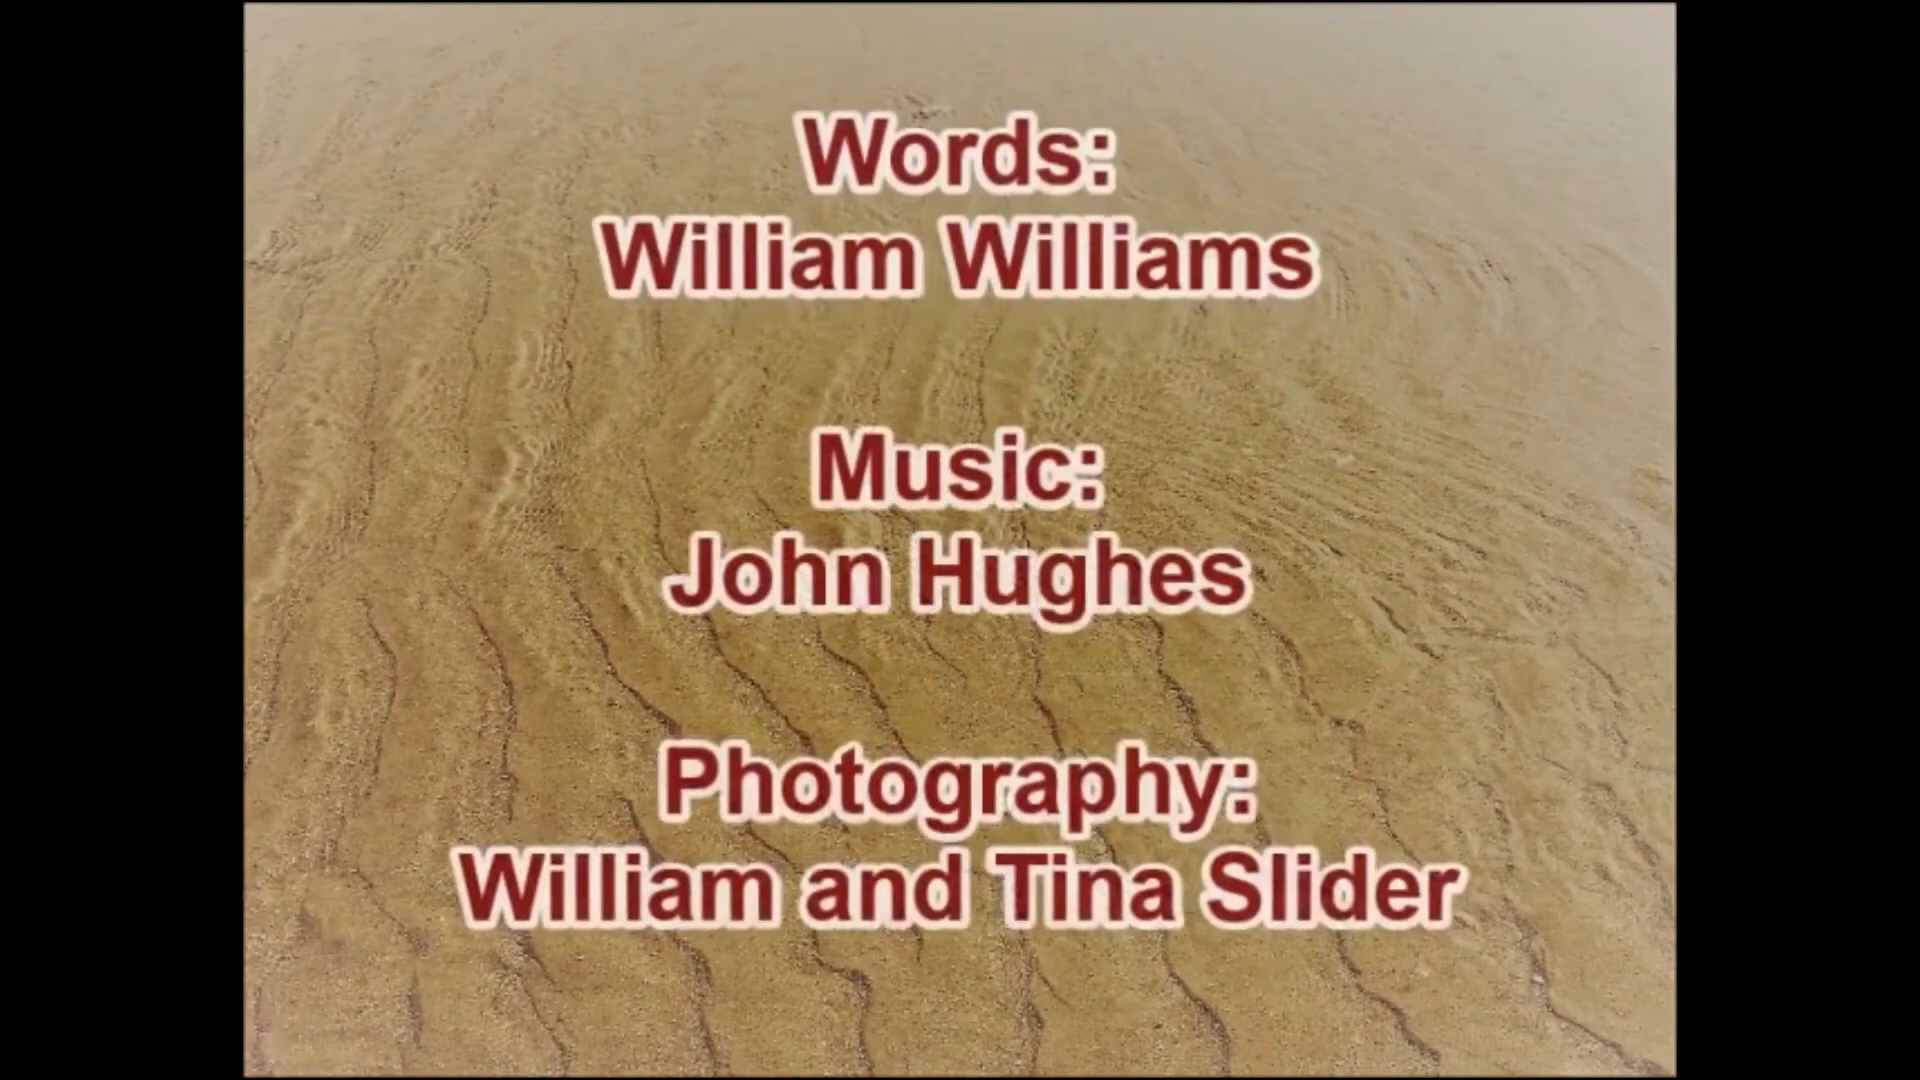 Words:
William Williams
Music:
John Hughes
Photography:
William and Tina Slider